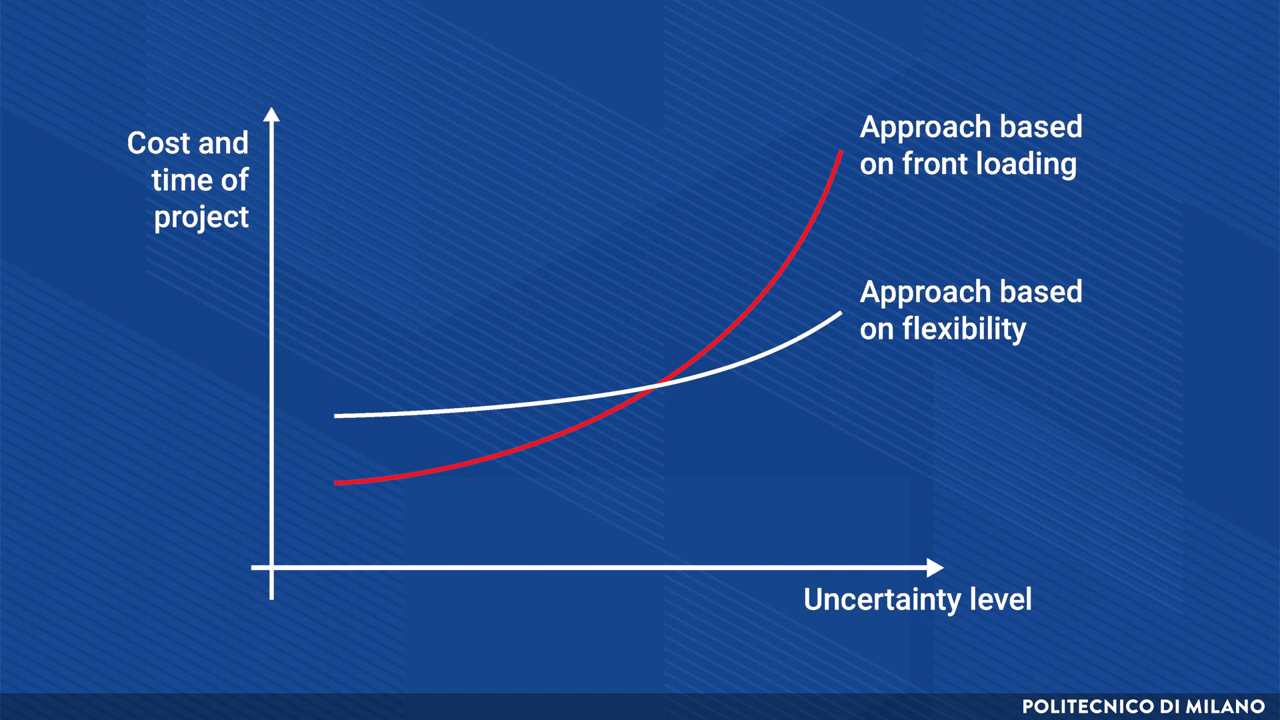 Cost and
time of
project
Approach based
on front loading
Approach based
on flexibility
Uncertainty level
POLITECNICO DI MILANO